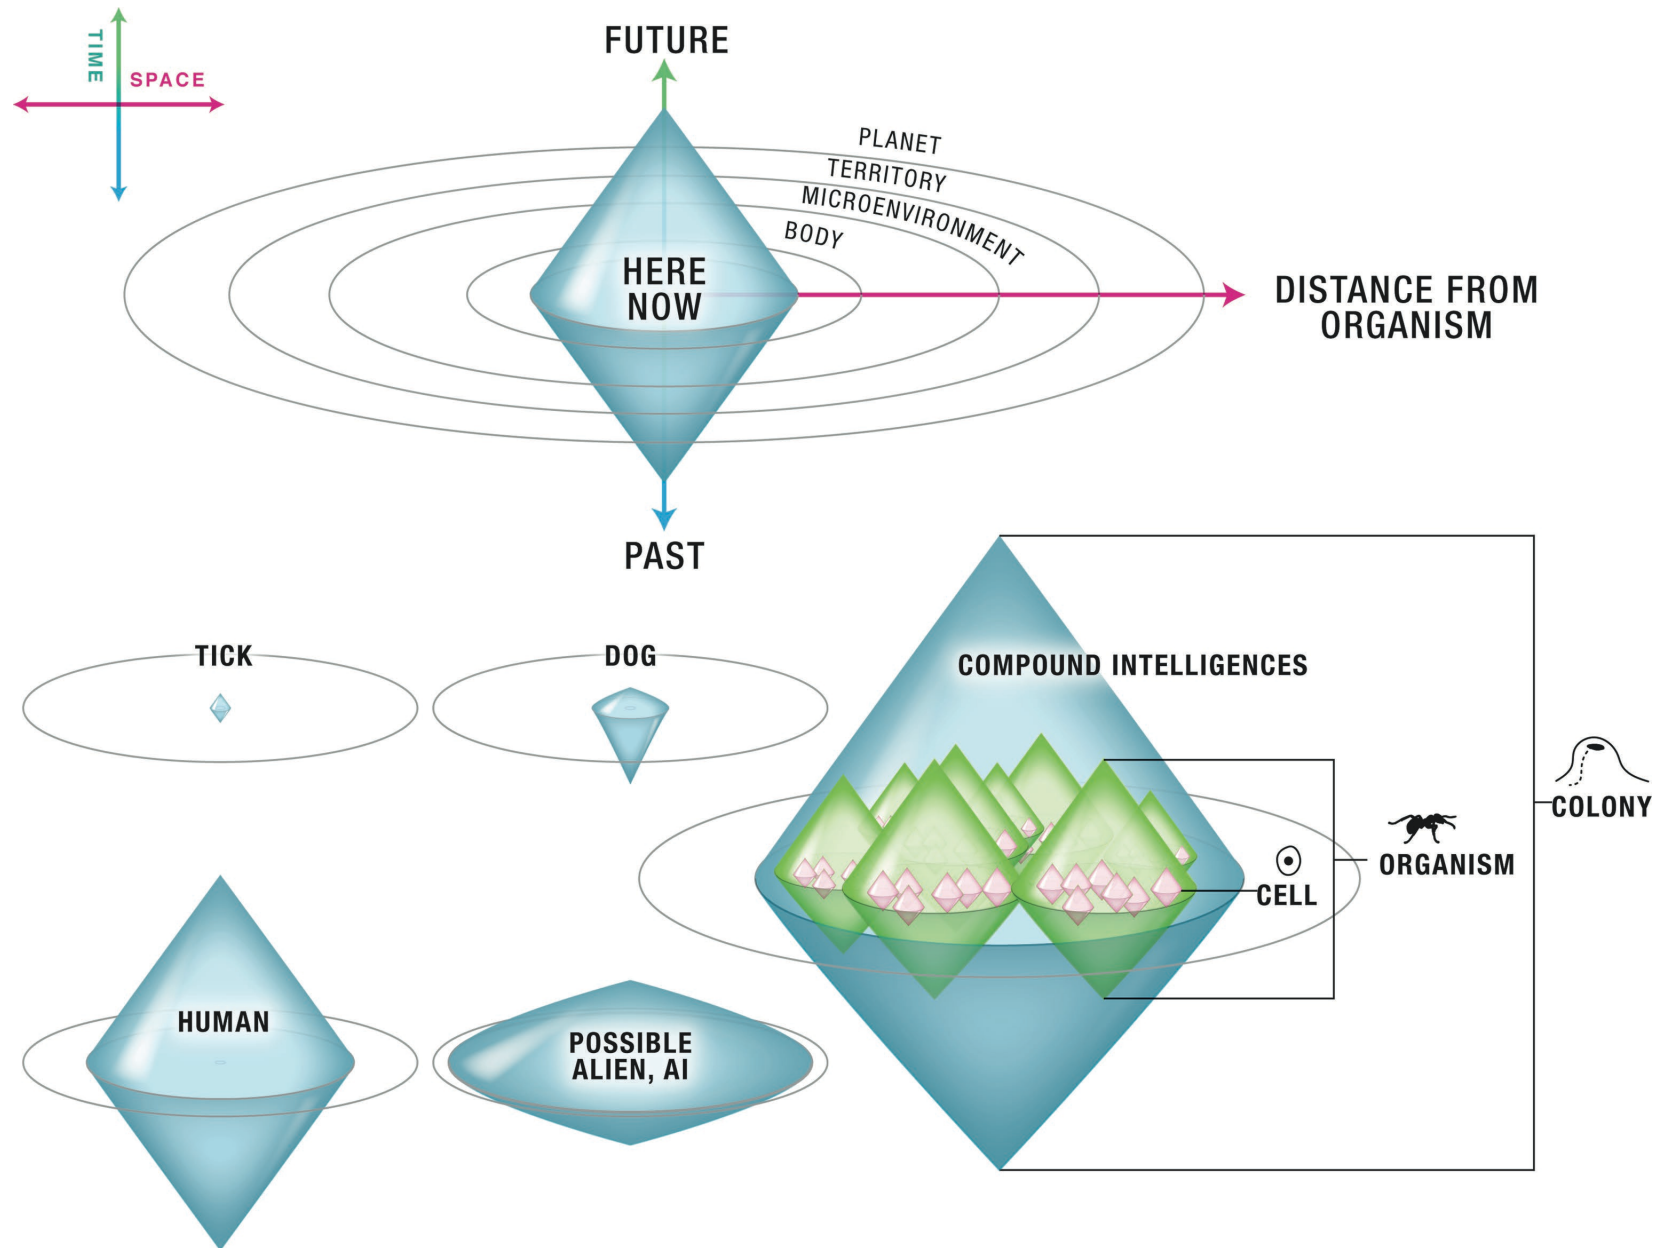 TIME
SPACE
FUTURE
PLANET
TERRITORY
MICROENVIRONMENT
BODY
HERE
NOW
DISTANCE FROM
ORGANISM
PAST
TICK
DOG
COMPOUND INTELLIGENCES
COLONY
ORGANISM
CELL
HUMAN
POSSIBLE
ALIEN, AI